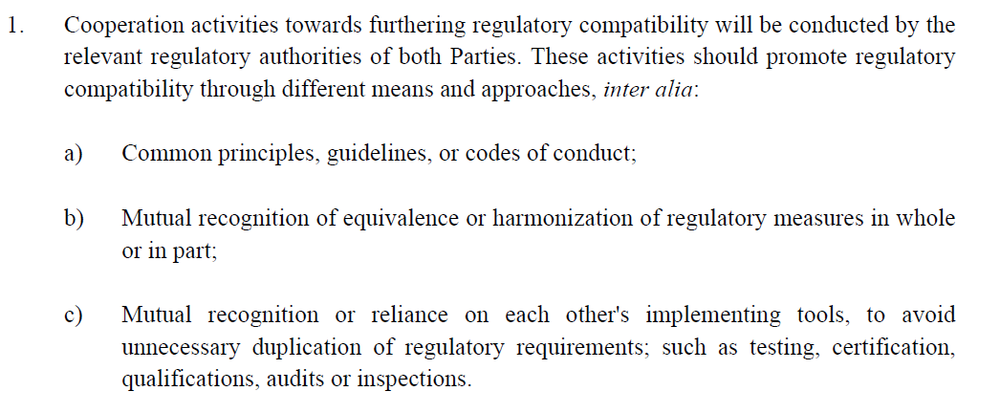 1. Cooperation activities towards furthering regulatory compatibility will be conducted by the
relevant regulatory authorities of both Parties. These activities should promote regulatory
compatibility through different means and approaches, inter alia:
a) Common principles, guidelines, or codes of conduct;
b) Mutual recognition of equivalence or harmonization of regulatory measures in whole
or in part;
c) Mutual recognition or reliance on each other's implementing tools, to avoid
unnecessary duplication of regulatory requirements; such as testing, certification,
qualifications, audits or inspections.